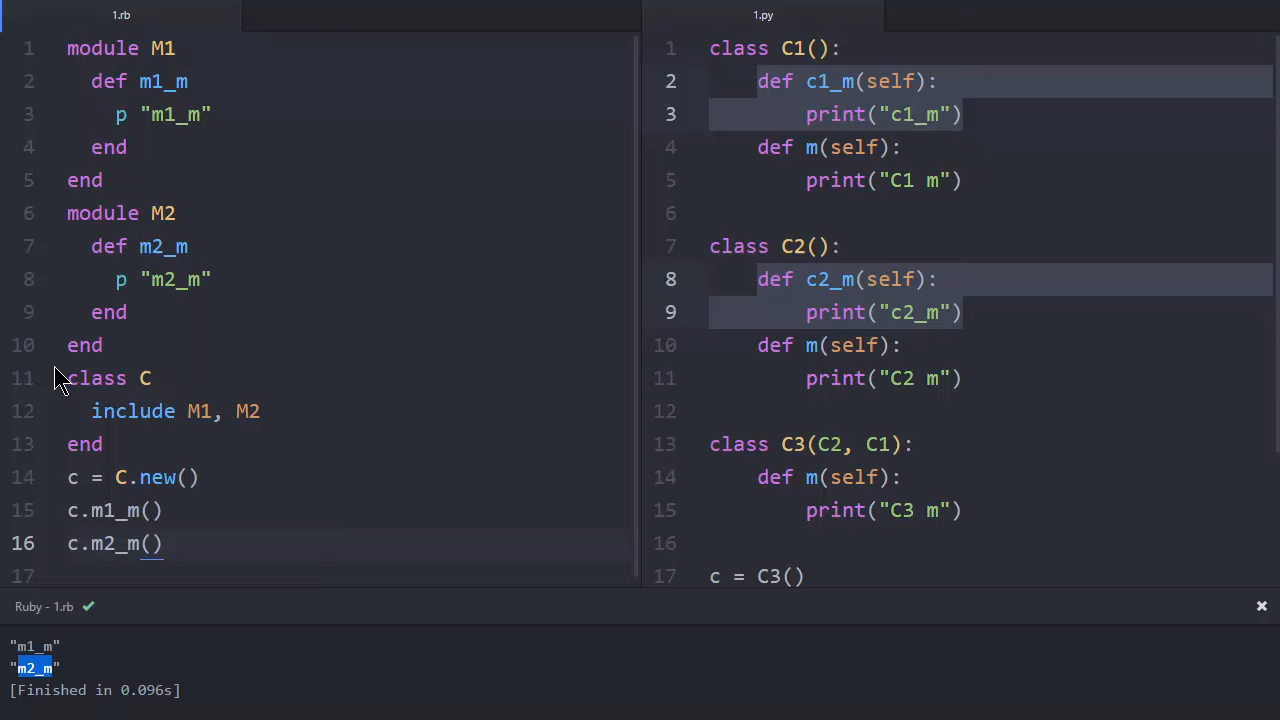 1.rb
1 module M1
2 def m1_m
3 p "m1_m"
4 end
5 end
6 module M2
7 def m2_m
8 p "m2_m"
9 end
10 end
11 class C
12 include M1, M2
13 end
14 c = C.new()
15 c.m1_m()
16 c.m2_m()
17
1.py
1 class C1():
2 def c1_m(self):
3 print("c1_m")
4 def m(self):
5 print("C1 m")
6
7 class C2():
8 def c2_m(self):
9 print("c2_m")
10 def m(self):
11 print("C2 m")
12
13 class C3(C2, C1):
14 def m(self):
15 print("C3 m")
16
17 c = C3()
Ruby - 1.rb
"m1_m"
"m2_m"
[Finished in 0.096s]